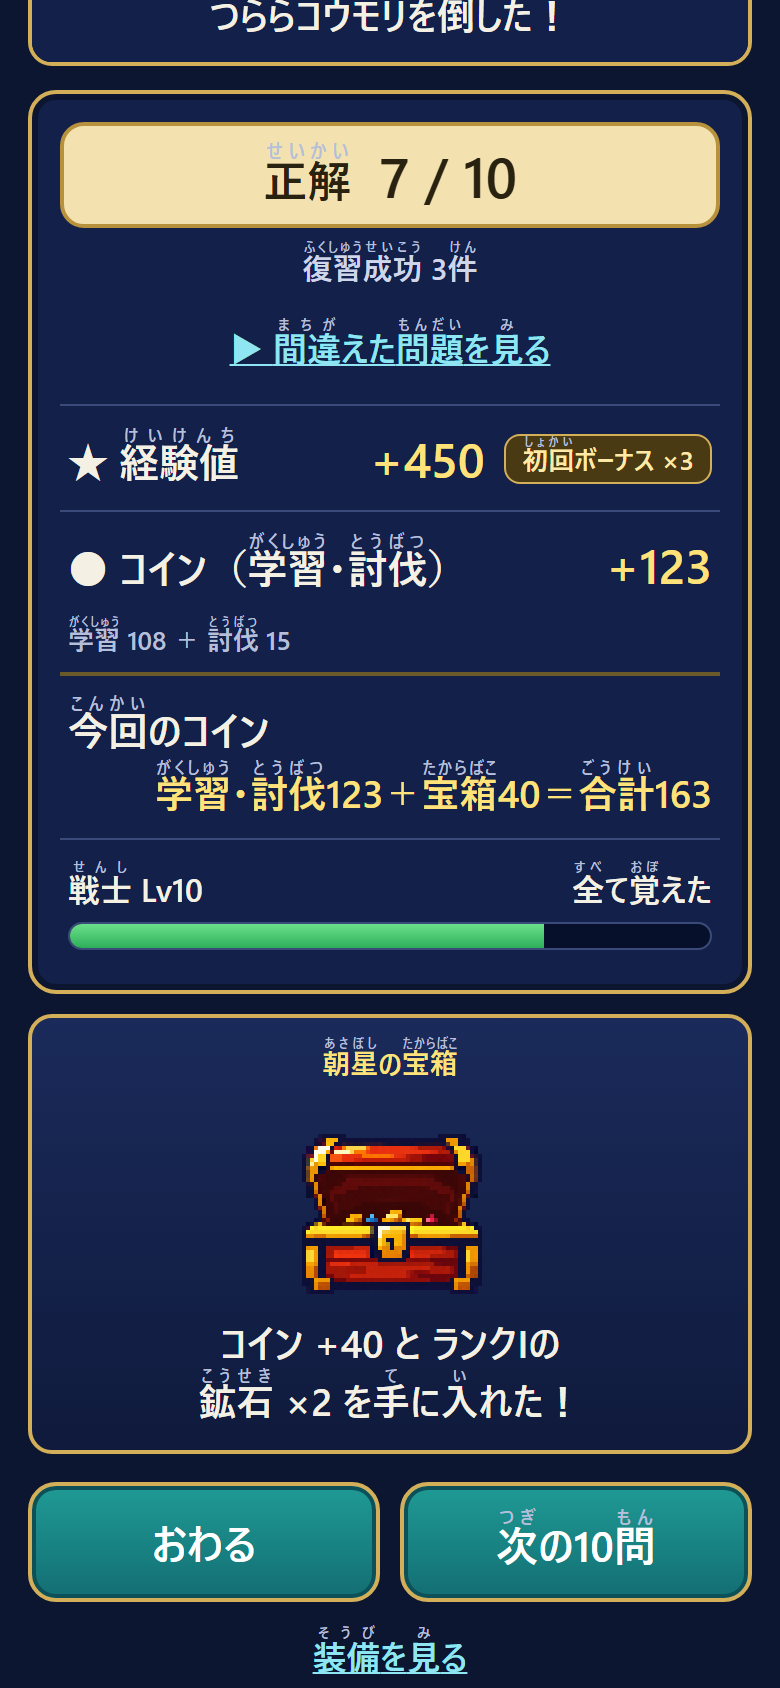 つららコウモリを倒した！
せいかい
正解 7 / 10
ふくしゅうせいこう けん
復習成功 3件
まちが もんだい み
▶ 間違えた問題を見る
けいけんち
★ 経験値 +450
しょかい
初回ボーナス ×3
がくしゅう とうばつ
● コイン（学習・討伐） +123
がくしゅう とうばつ
学習 108 ＋ 討伐 15
こんかい
今回のコイン
がくしゅう とうばつ たからばこ ごうけい
学習・討伐123＋宝箱40＝合計163
せんし すべ おぼ
戦士 Lv10 全て覚えた
あさぼし たからばこ
朝星の宝箱
コイン +40 と ランクIの
こうせき て い
鉱石 ×2 を手に入れた！
おわる
つぎ もん
次の10問
そうび み
装備を見る